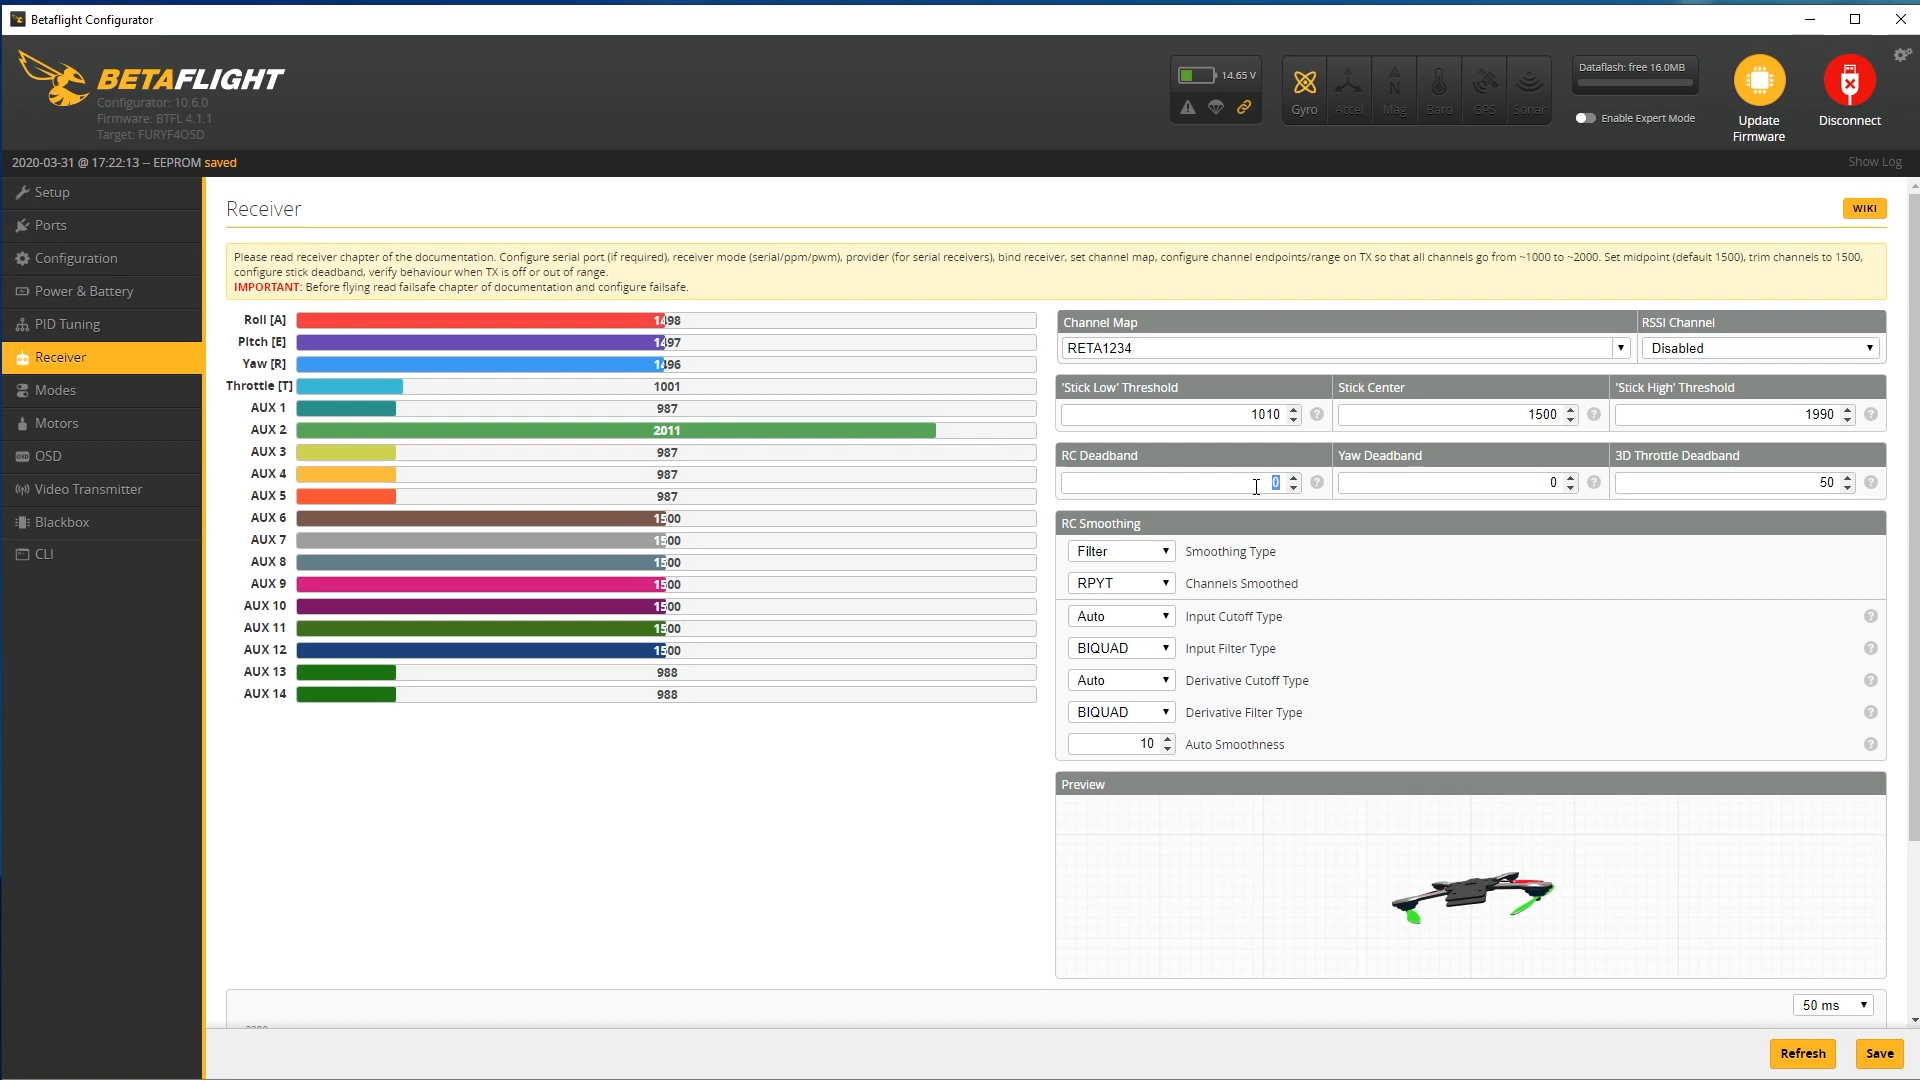 Betaflight Configurator
BETAFLIGHT
Configurator: 10.6.0
Firmware: BTFL 4.1.1
Target: FURYF4OSD
14.65 V
Gyro
Accel
Mag
Baro
GPS
Sonar
Dataflash: free 16.0MB
Enable Expert Mode
Update
Firmware
Disconnect
2020-03-31 @ 17:22:13 -- EEPROM saved
Show Log
Setup
Ports
Configuration
Power & Battery
PID Tuning
Receiver
Modes
Motors
OSD
Video Transmitter
Blackbox
CLI
Receiver
WIKI
Please read receiver chapter of the documentation. Configure serial port (if required), receiver mode (serial/ppm/pwm), provider (for serial receivers), bind receiver, set channel map, configure channel endpoints/range on TX so that all channels go from ~1000 to ~2000. Set midpoint (default 1500), trim channels to 1500,
configure stick deadband, verify behaviour when TX is off or out of range.
IMPORTANT: Before flying read failsafe chapter of documentation and configure failsafe.
Roll [A] 1498
Pitch [E] 1497
Yaw [R] 1496
Throttle [T] 1001
AUX 1 987
AUX 2 2011
AUX 3 987
AUX 4 987
AUX 5 987
AUX 6 1500
AUX 7 1500
AUX 8 1500
AUX 9 1500
AUX 10 1500
AUX 11 1500
AUX 12 1500
AUX 13 988
AUX 14 988
Channel Map
RETA1234
RSSI Channel
Disabled
'Stick Low' Threshold
1010
Stick Center
1500
'Stick High' Threshold
1990
RC Deadband
0
Yaw Deadband
0
3D Throttle Deadband
50
RC Smoothing
Filter Smoothing Type
RPYT Channels Smoothed
Auto Input Cutoff Type
BIQUAD Input Filter Type
Auto Derivative Cutoff Type
BIQUAD Derivative Filter Type
10 Auto Smoothness
Preview
50 ms
Refresh
Save